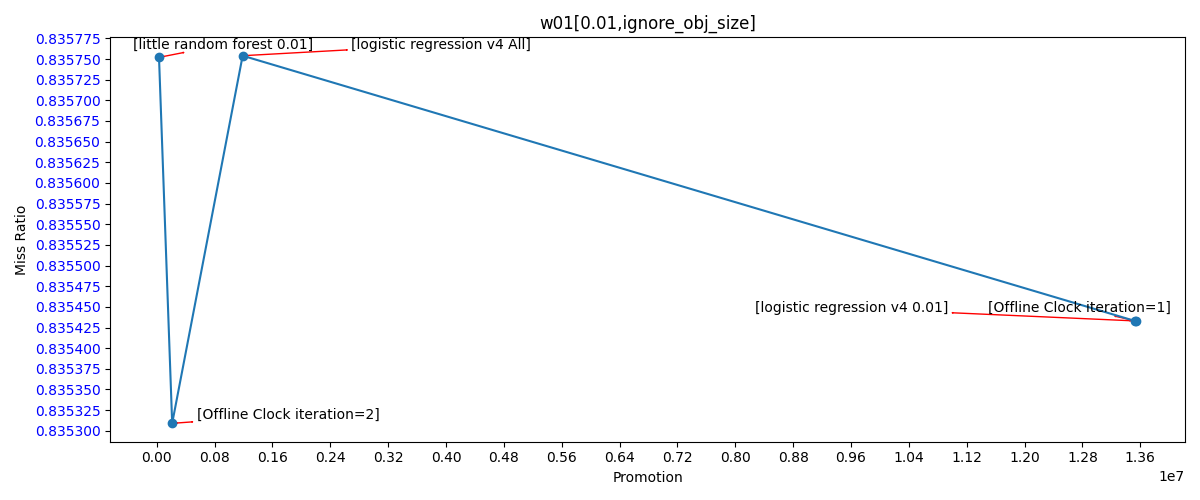 w01[0.01,ignore_obj_size]
0.835775
0.835750
0.835725
0.835700
0.835675
0.835650
0.835625
0.835600
0.835575
0.835550
0.835525
0.835500
0.835475
0.835450
0.835425
0.835400
0.835375
0.835350
0.835325
0.835300
Miss Ratio
[little random forest 0.01]
[logistic regression v4 All]
[logistic regression v4 0.01]
[Offline Clock iteration=1]
[Offline Clock iteration=2]
0.00 0.08 0.16 0.24 0.32 0.40 0.48 0.56 0.64 0.72 0.80 0.88 0.96 1.04 1.12 1.20 1.28 1.36
1e7
Promotion